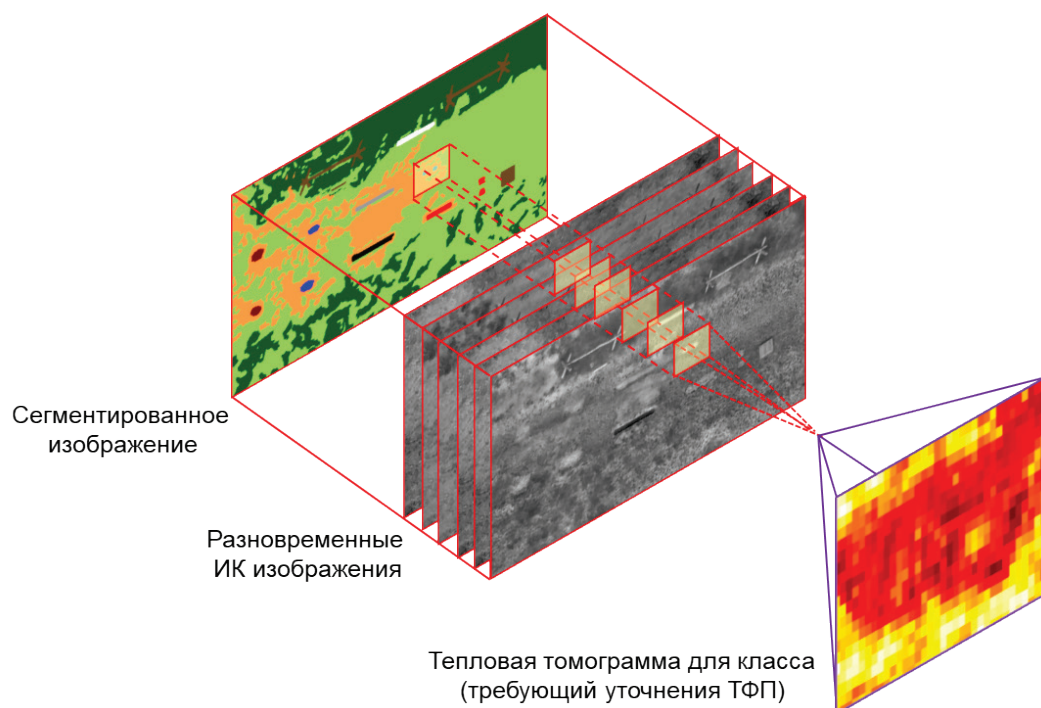 Сегментированное
изображение
Разновременные
ИК изображения
Тепловая томограмма для класса
(требующий уточнения ТФП)